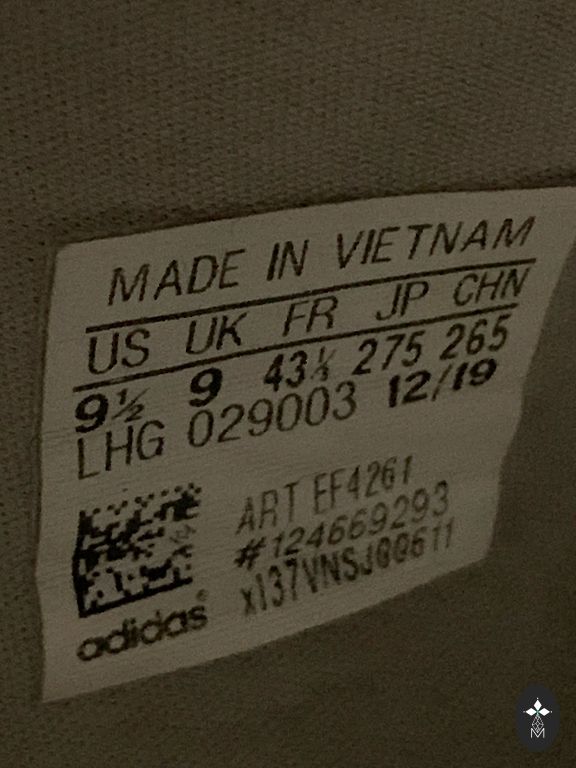 MADE IN VIETNAM
US UK FR JP CHN
9½ 9 43⅓ 275 265
LHG 029003 12/19
ART EF4261
#124669293
x137VNSJQQ611
adidas®
M